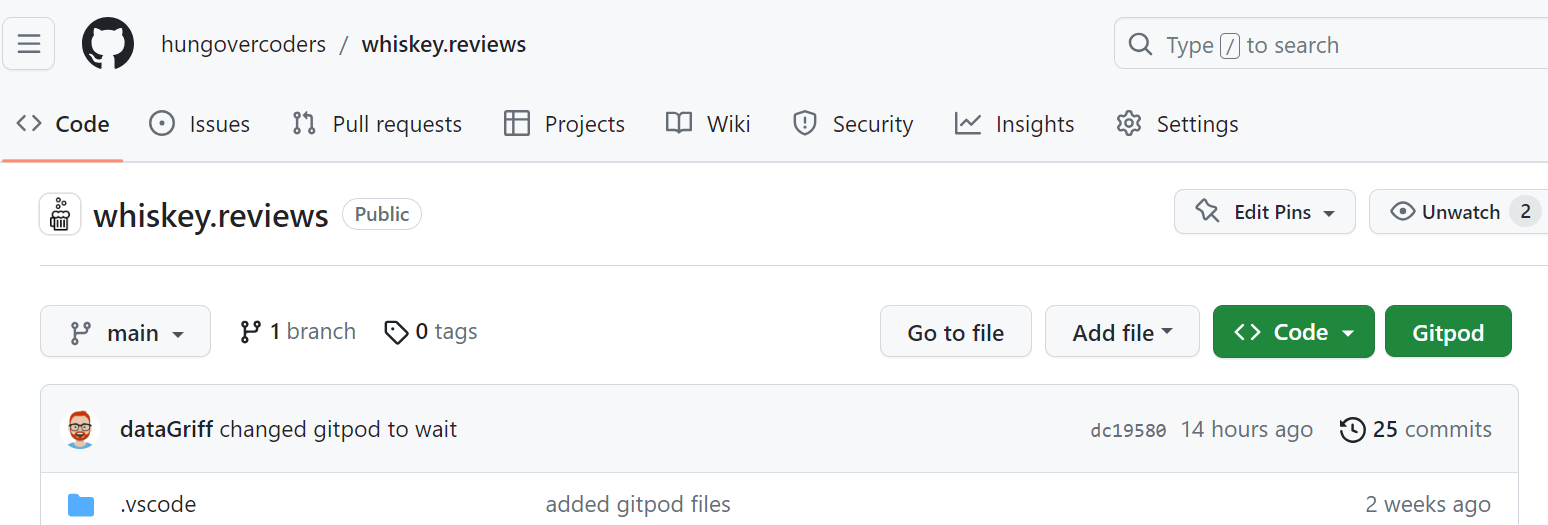 hungovercoders / whiskey.reviews
Type / to search
Code Issues Pull requests Projects Wiki Security Insights Settings
whiskey.reviews Public
Edit Pins Unwatch 2
main 1 branch 0 tags Go to file Add file Code Gitpod
dataGriff changed gitpod to wait dc19580 14 hours ago 25 commits
.vscode added gitpod files 2 weeks ago